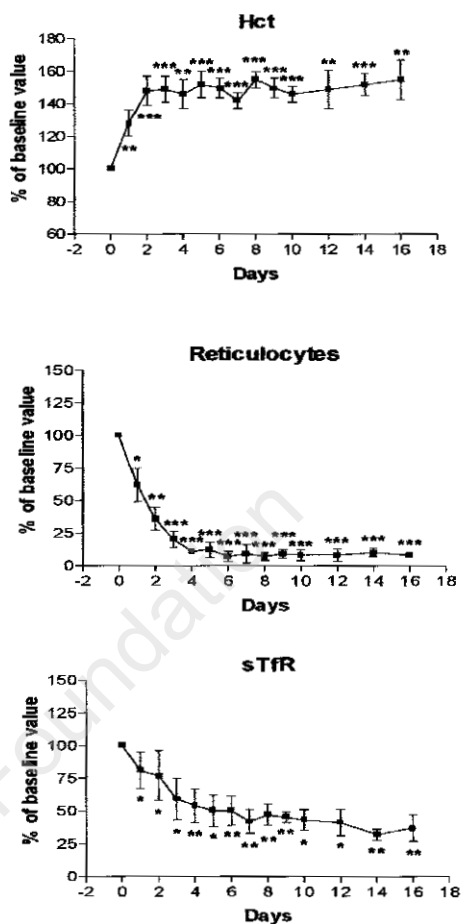 Hct
180
160
140
120
100
80
60
% of baseline value
*** *** *** *** ** *** *** *** *** *** ** *** **
** ***
-2 0 2 4 6 8 10 12 14 16 18
Days
Reticulocytes
150
125
100
75
50
25
0
% of baseline value
*
**
***
*** *** *** *** *** *** *** *** *** ***
-2 0 2 4 6 8 10 12 14 16 18
Days
sTfR
150
125
100
75
50
25
0
% of baseline value
* * * ** * ** ** ** ** * * ** **
-2 0 2 4 6 8 10 12 14 16 18
Days
Foundation